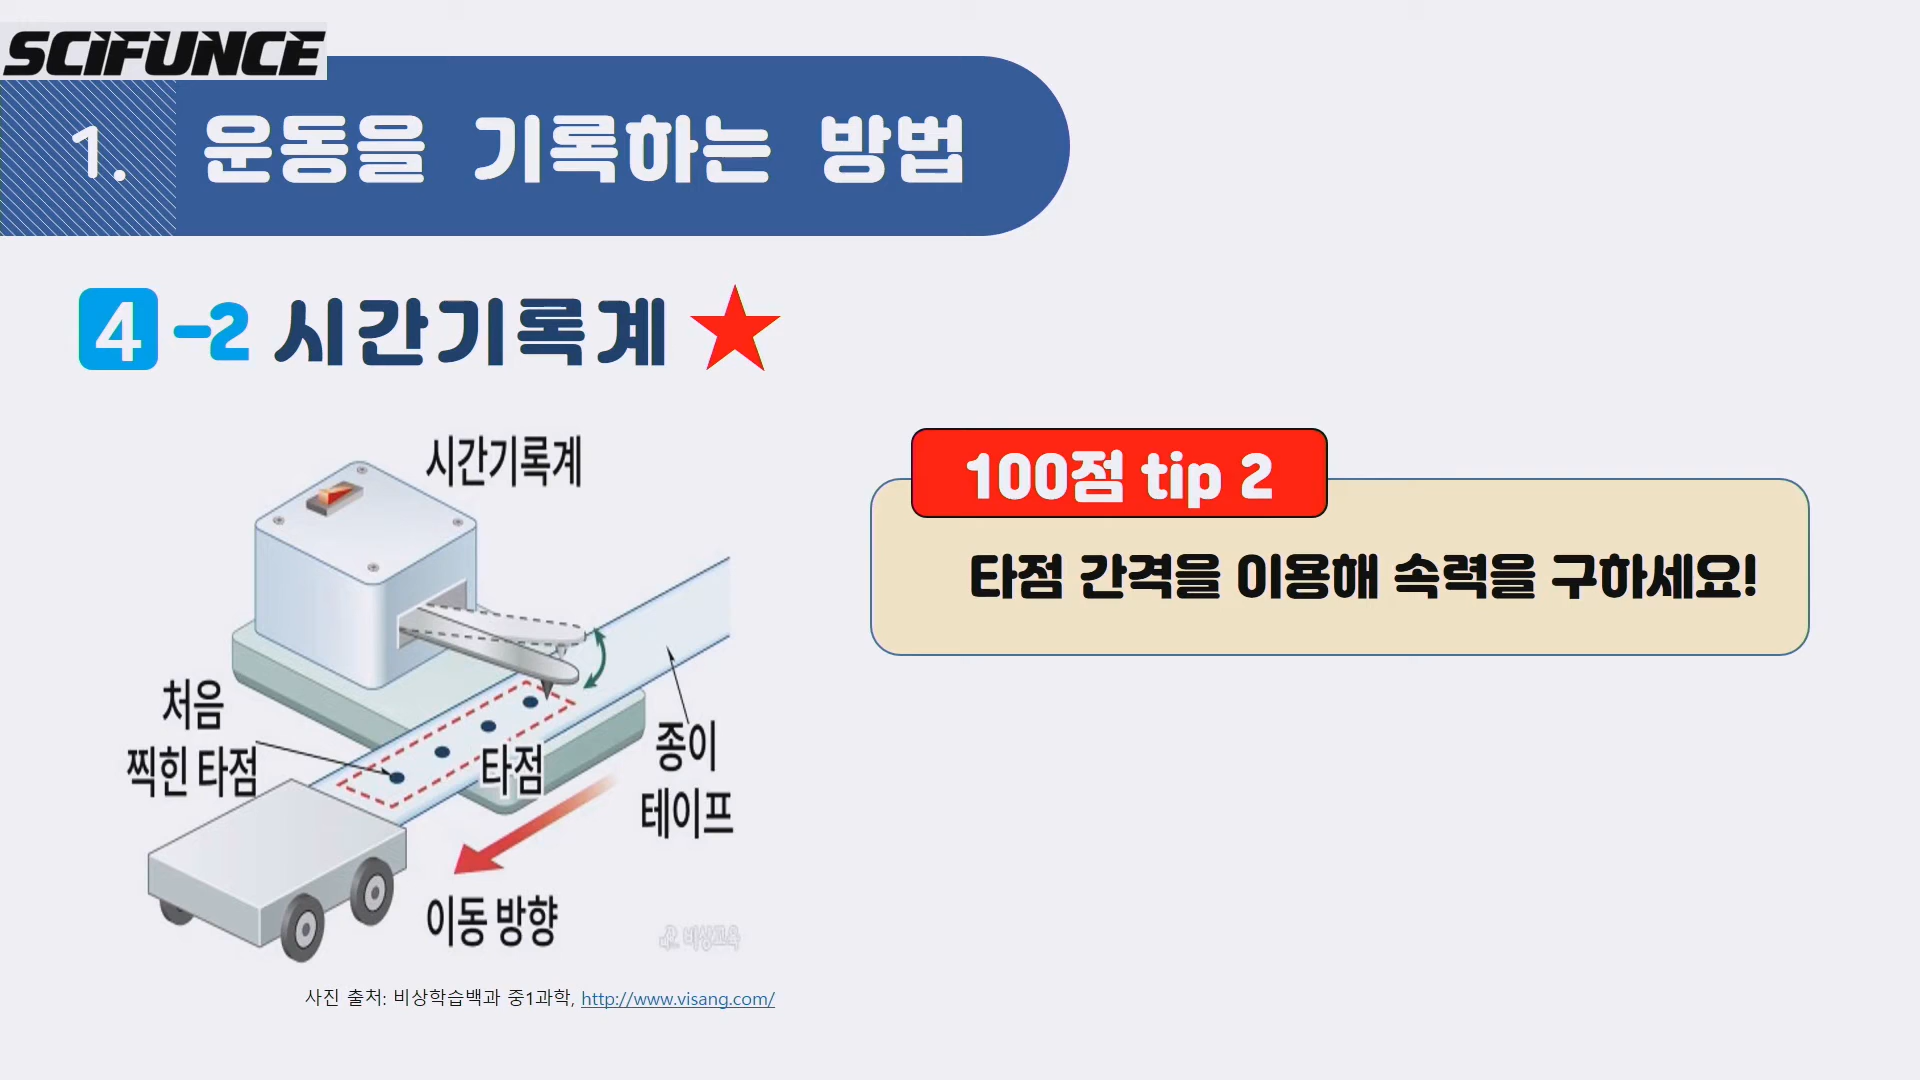 SCIFUNCE
1. 운동을 기록하는 방법
4 -2 시간기록계
시간기록계
처음
찍힌 타점
타점
종이
테이프
이동 방향
비상교육
사진 출처: 비상학습백과 중1과학, http://www.visang.com/
100점 tip 2
타점 간격을 이용해 속력을 구하세요!